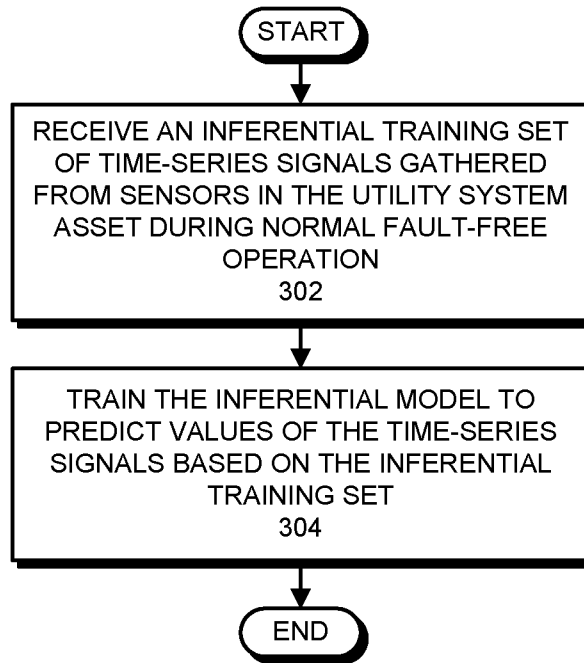 START
RECEIVE AN INFERENTIAL TRAINING SET
OF TIME-SERIES SIGNALS GATHERED
FROM SENSORS IN THE UTILITY SYSTEM
ASSET DURING NORMAL FAULT-FREE
OPERATION
302
TRAIN THE INFERENTIAL MODEL TO
PREDICT VALUES OF THE TIME-SERIES
SIGNALS BASED ON THE INFERENTIAL
TRAINING SET
304
END